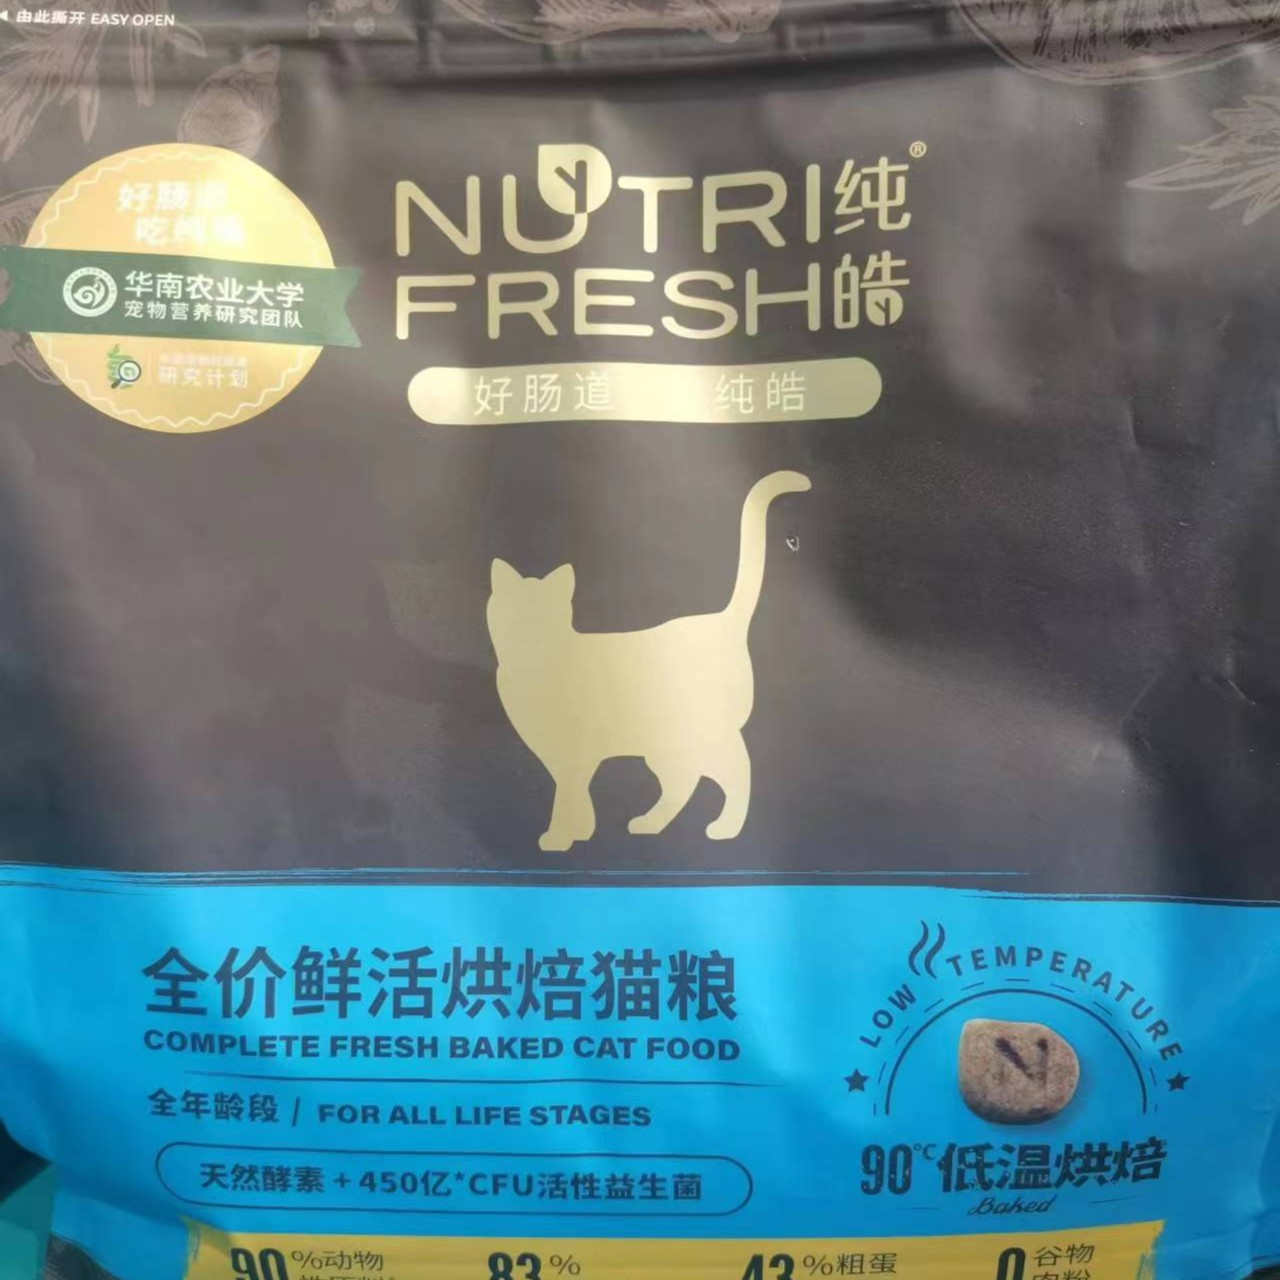 由此撕开 EASY OPEN
好肠道
吃纯皓
华南农业大学
宠物营养研究团队
研究计划
NUTRI纯®
FRESH皓
好肠道 纯皓
全价鲜活烘焙猫粮
COMPLETE FRESH BAKED CAT FOOD
全年龄段 / FOR ALL LIFE STAGES
天然酵素 + 450亿*CFU活性益生菌
LOW TEMPERATURE
N
90℃低温烘焙
Baked
90%动物
83%
43%粗蛋
0谷物